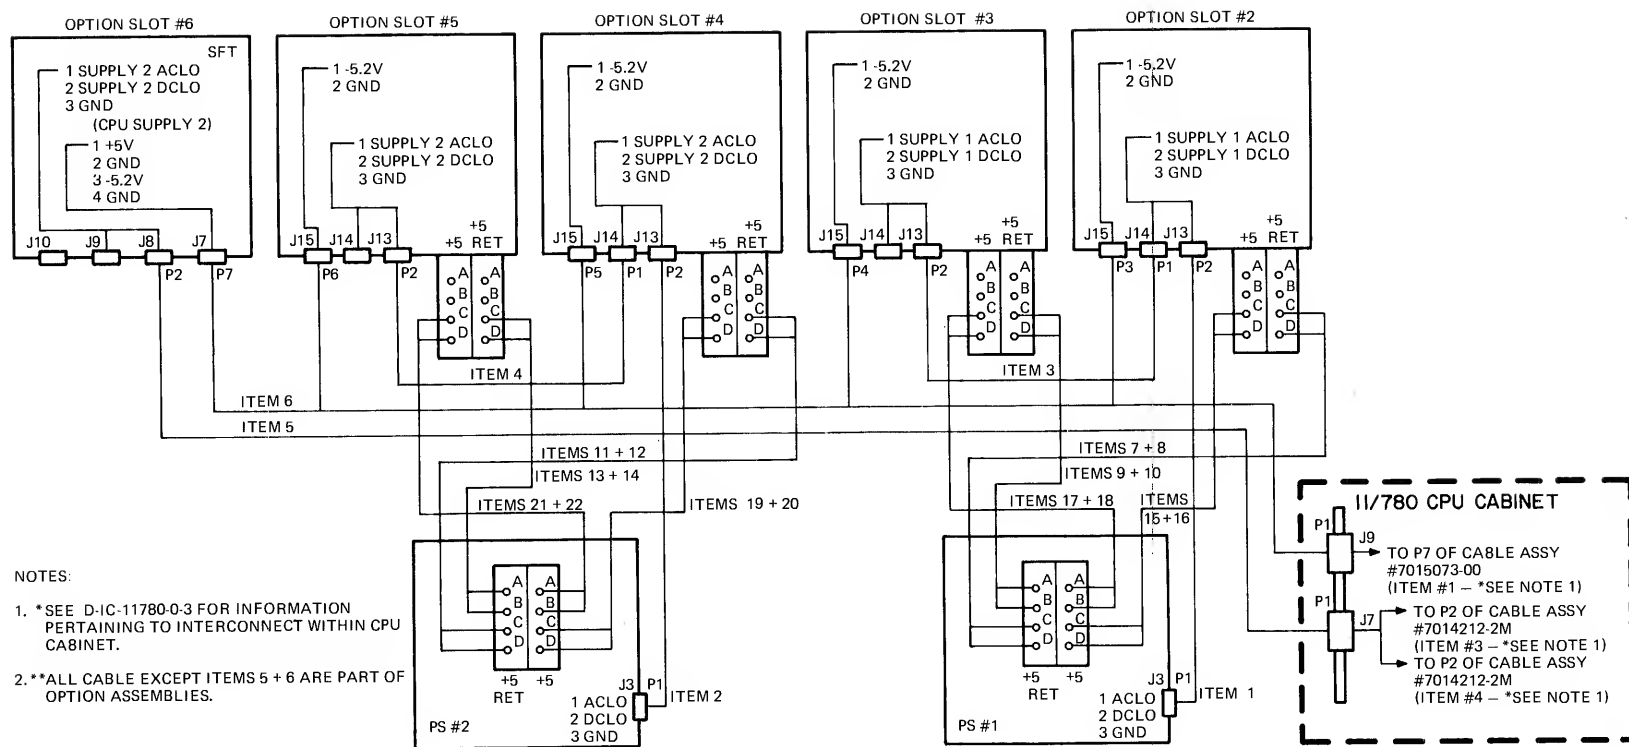 OPTION SLOT #6
SFT
1 SUPPLY 2 ACLO
2 SUPPLY 2 DCLO
3 GND
(CPU SUPPLY 2)
1 +5V
2 GND
3 -5.2V
4 GND
J10
J9
J8
J7
P2
P7
OPTION SLOT #5
1 -5.2V
2 GND
1 SUPPLY 2 ACLO
2 SUPPLY 2 DCLO
3 GND
J15
J14
J13
P6
P2
+5
+5
RET
A
A
B
B
C
C
D
D
OPTION SLOT #4
1 -5.2V
2 GND
1 SUPPLY 2 ACLO
2 SUPPLY 2 DCLO
3 GND
J15
J14
J13
P5
P1
P2
+5
+5
RET
A
A
B
B
C
C
D
D
OPTION SLOT #3
1 -5.2V
2 GND
1 SUPPLY 1 ACLO
2 SUPPLY 1 DCLO
3 GND
J15
J14
J13
P4
P2
+5
+5
RET
A
A
B
B
C
C
D
D
OPTION SLOT #2
1 -5.2V
2 GND
1 SUPPLY 1 ACLO
2 SUPPLY 1 DCLO
3 GND
J15
J14
J13
P3
P1
P2
+5
+5
RET
A
A
B
B
C
C
D
D
ITEM 4
ITEM 3
ITEM 6
ITEM 5
ITEMS 11 + 12
ITEMS 13 + 14
ITEMS 21 + 22
ITEMS 19 + 20
ITEMS 7 + 8
ITEMS 9 + 10
ITEMS 17 + 18
ITEMS
15 + 16
A
A
B
B
C
C
D
D
+5
RET
+5
PS #2
J3
P1
1 ACLO
2 DCLO
3 GND
ITEM 2
A
A
B
B
C
C
D
D
+5
RET
+5
PS #1
J3
P1
1 ACLO
2 DCLO
3 GND
ITEM 1
11/780 CPU CABINET
P1
J9
TO P7 OF CA8LE ASSY
#7015073-00
(ITEM #1 – *SEE NOTE 1)
P1
J7
TO P2 OF CABLE ASSY
#7014212-2M
(ITEM #3 – *SEE NOTE 1)
TO P2 OF CABLE ASSY
#7014212-2M
(ITEM #4 – *SEE NOTE 1)
NOTES:
1. *SEE D-IC-11780-0-3 FOR INFORMATION
PERTAINING TO INTERCONNECT WITHIN CPU
CA8INET.
2. **ALL CABLE EXCEPT ITEMS 5 + 6 ARE PART OF
OPTION ASSEMBLIES.